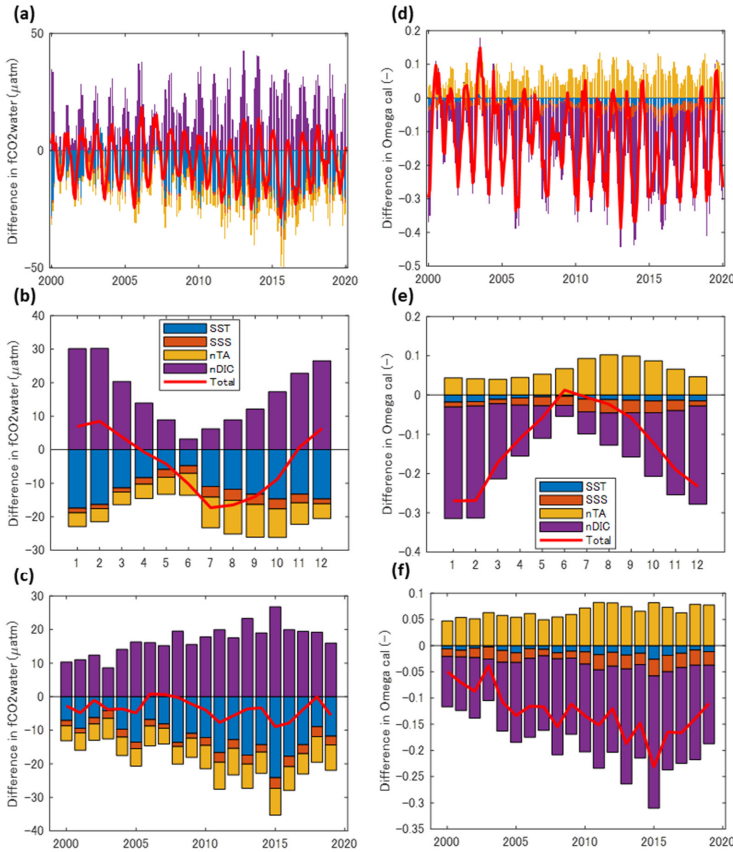 (a)
50
0
-50
Difference in fCO2water (μatm)
2000 2005 2010 2015 2020
(d)
0.2
0.1
0
-0.1
-0.2
-0.3
-0.4
-0.5
Difference in Omega cal (-)
2000 2005 2010 2015 2020
(b)
40
30
20
10
0
-10
-20
-30
Difference in fCO2water (μatm)
SST
SSS
nTA
nDIC
Total
1 2 3 4 5 6 7 8 9 10 11 12
(e)
0.2
0.1
0
-0.1
-0.2
-0.3
-0.4
Difference in Omega cal (-)
SST
SSS
nTA
nDIC
Total
1 2 3 4 5 6 7 8 9 10 11 12
(c)
30
20
10
0
-10
-20
-30
-40
Difference in fCO2water (μatm)
2000 2005 2010 2015 2020
(f)
0.1
0.05
0
-0.05
-0.1
-0.15
-0.2
-0.25
-0.3
-0.35
Difference in Omega cal (-)
2000 2005 2010 2015 2020